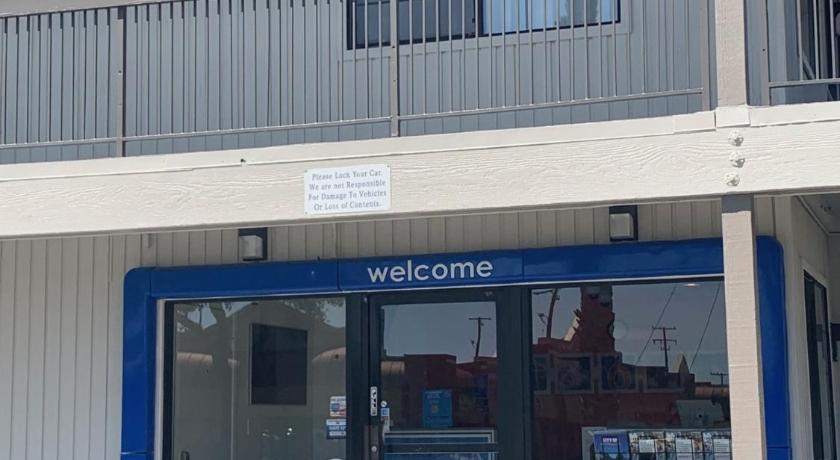 Please Lock Your Car.
We are not Responsible
For Damage To Vehicles
Or Loss of Contents.
welcome